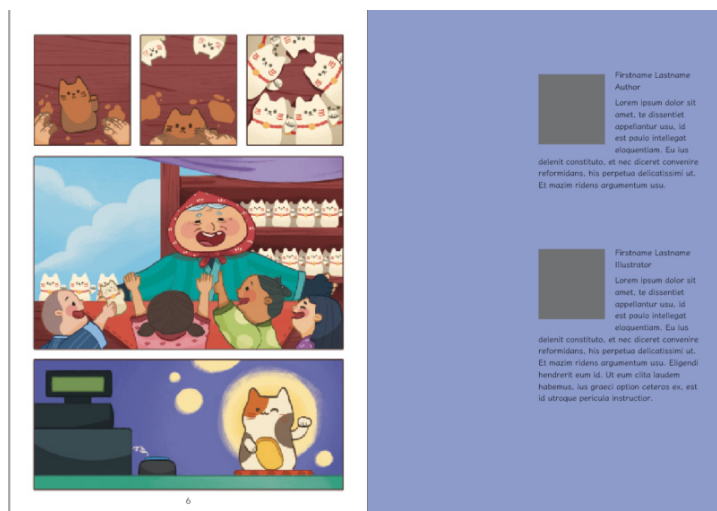 6
Firstname Lastname
Author
Lorem ipsum dolor sit
amet, te dissentiet
appellantur usu, id
est paulo intellegat
eloquentiam. Eu ius
delenit constituto, et nec diceret convenire
reformidans, his perpetua delicatissimi ut.
Et mazim ridens argumentum usu.
Firstname Lastname
Illustrator
Lorem ipsum dolor sit
amet, te dissentiet
appellantur usu, id
est paulo intellegat
eloquentiam. Eu ius
delenit constituto, et nec diceret convenire
reformidans, his perpetua delicatissimi ut.
Et mazim ridens argumentum usu. Eligendi
hendrerit eum id. Ut eum clita laudem
habemus, ius graeci option ceteros ex, est
id utroque pericula instructior.